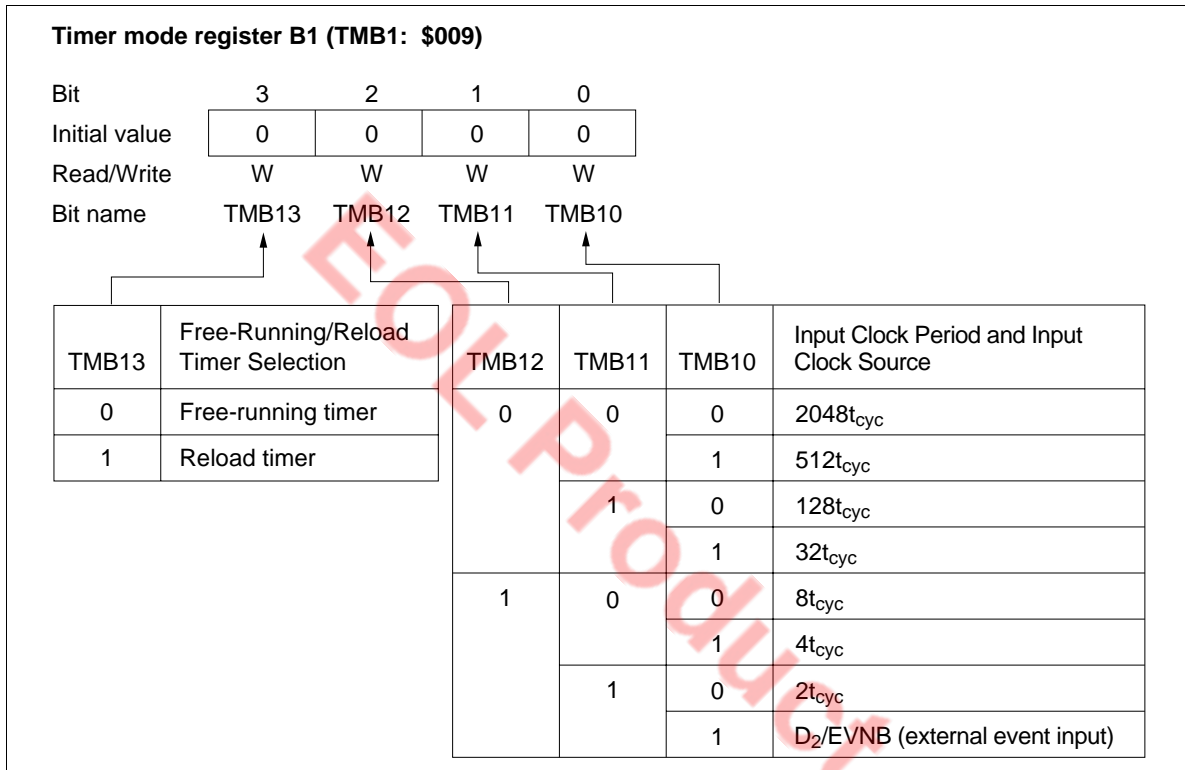 Timer mode register B1 (TMB1: $009)
Bit 3 2 1 0
Initial value 0 0 0 0
Read/Write W W W W
Bit name TMB13 TMB12 TMB11 TMB10
TMB13 Free-Running/Reload
Timer Selection
0 Free-running timer
1 Reload timer
TMB12 TMB11 TMB10 Input Clock Period and Input
Clock Source
0 0 0 2048tcyc
1 512tcyc
1 0 128tcyc
1 32tcyc
1 0 0 8tcyc
1 4tcyc
1 0 2tcyc
1 D2/EVNB (external event input)
EOL Product